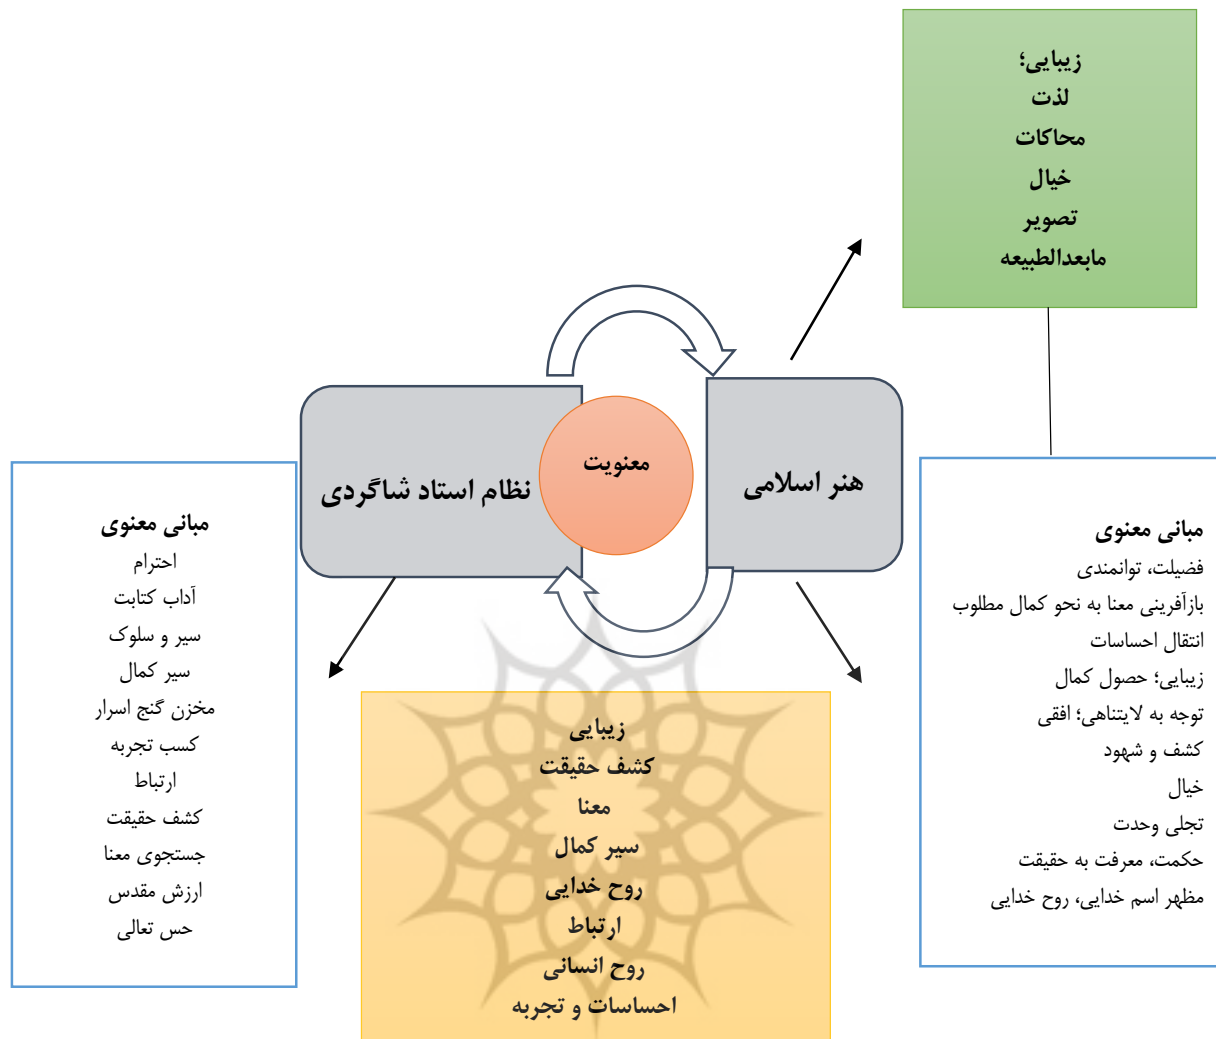 زیبایی؛
لذت
محاکات
خیال
تصویر
مابعدالطبیعه
هنر اسلامی
معنویت
نظام استاد شاگردی
مبانی معنوی
فضیلت، توانمندی
بازآفرینی معنا به نحو کمال مطلوب
انتقال احساسات
زیبایی؛ حصول کمال
توجه به لایتناهی؛ افقی
کشف و شهود
خیال
تجلی وحدت
حکمت، معرفت به حقیقت
مظهر اسم خدایی، روح خدایی
زیبایی
کشف حقیقت
معنا
سیر کمال
روح خدایی
ارتباط
روح انسانی
احساسات و تجربه
مبانی معنوی
احترام
آداب کتابت
سیر و سلوک
سیر کمال
مخزن گنج اسرار
کسب تجربه
ارتباط
کشف حقیقت
جستجوی معنا
ارزش مقدس
حس تعالی